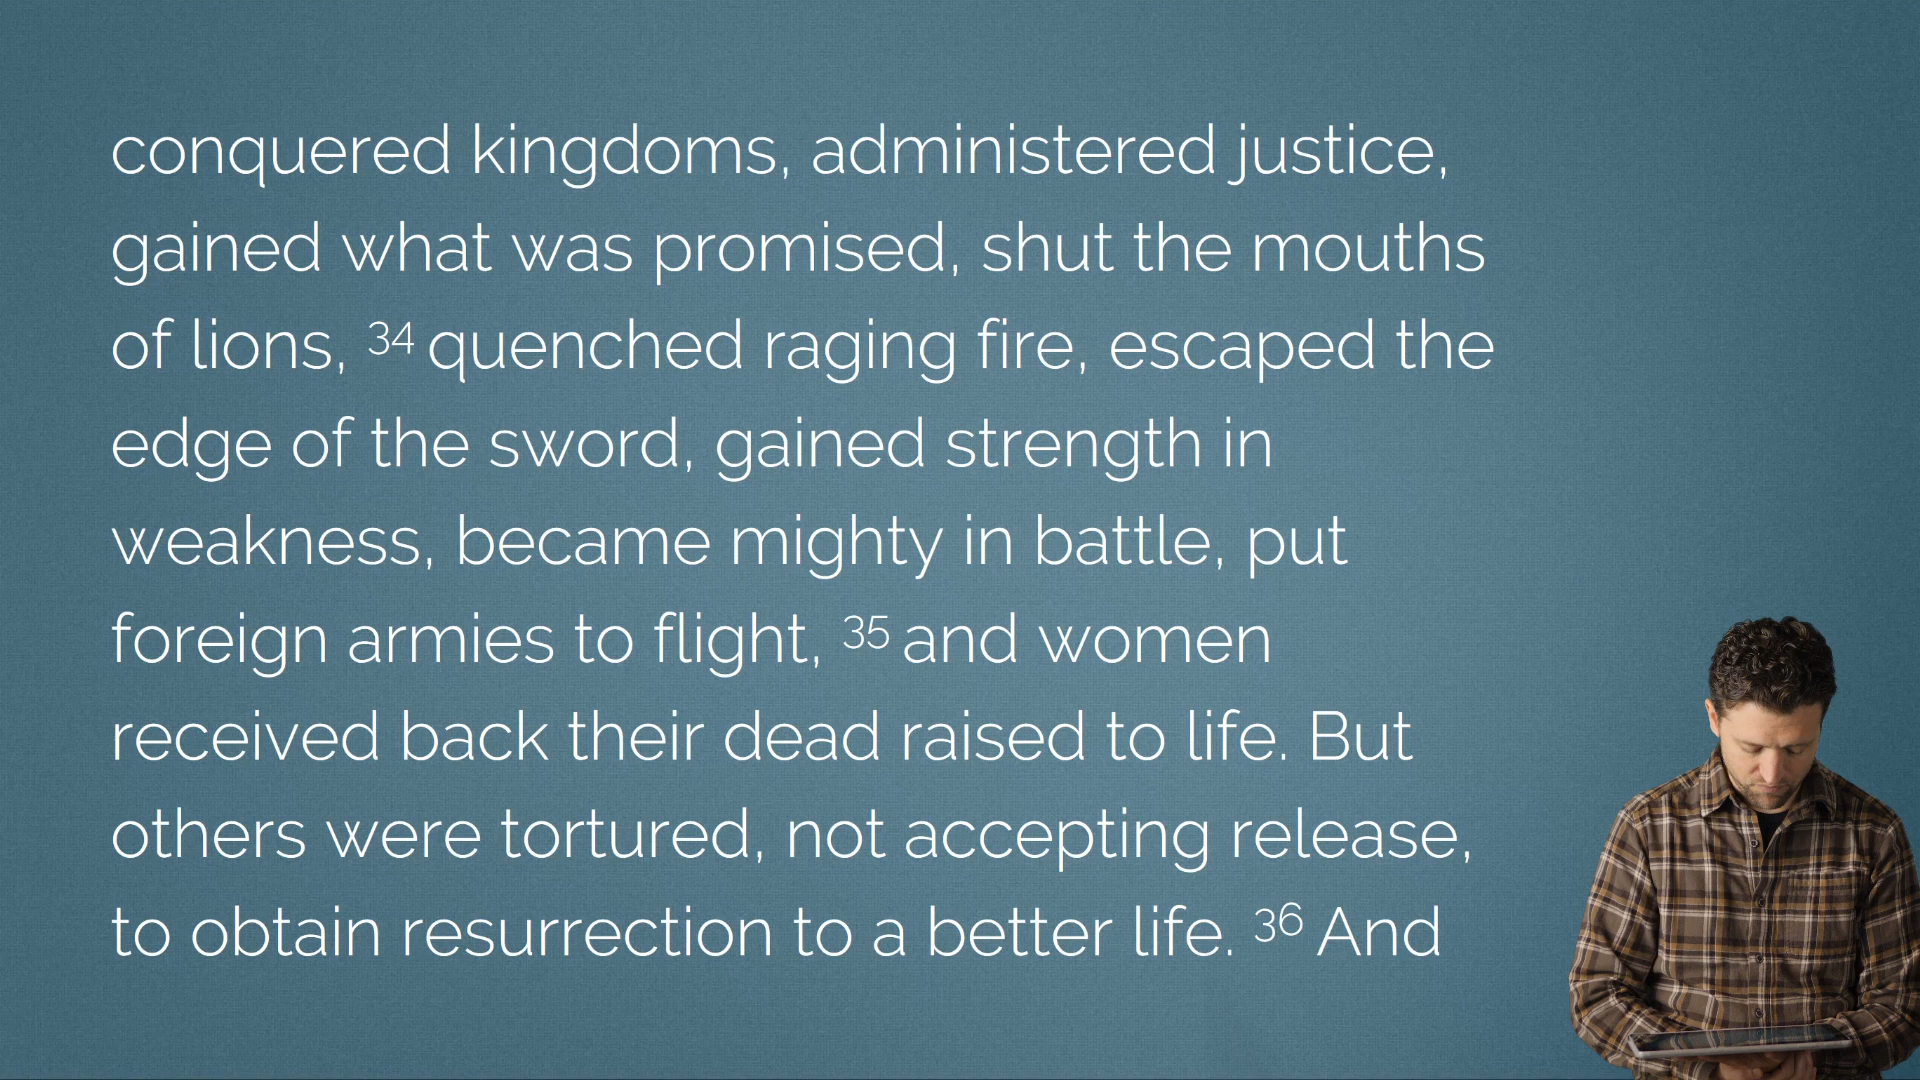 conquered kingdoms, administered justice,
gained what was promised, shut the mouths
of lions, 34 quenched raging fire, escaped the
edge of the sword, gained strength in
weakness, became mighty in battle, put
foreign armies to flight, 35 and women
received back their dead raised to life. But
others were tortured, not accepting release,
to obtain resurrection to a better life. 36 And